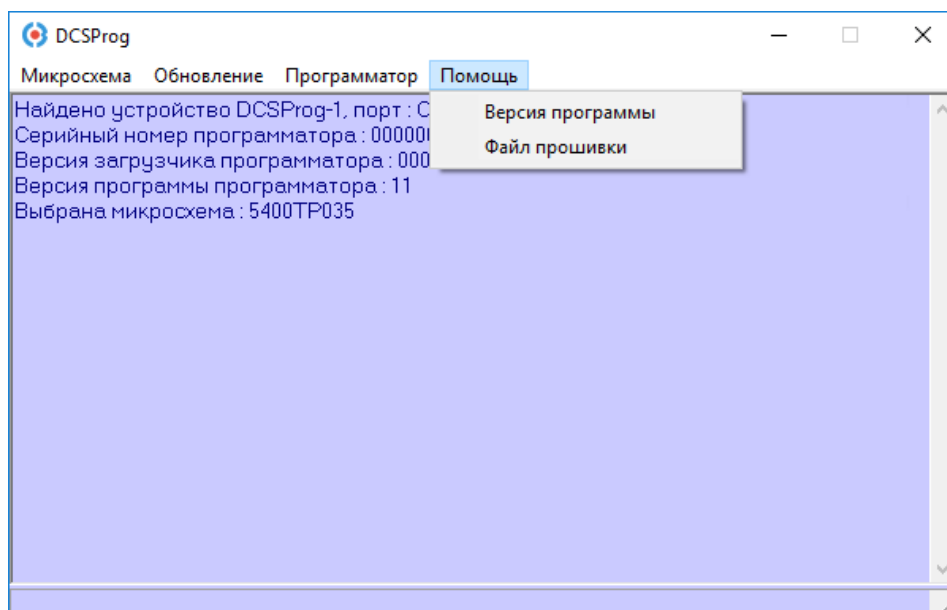 DCSProg
Микросхема Обновление Программатор Помощь
Найдено устройство DCSProg-1, порт : C
Серийный номер программатора : 00000
Версия загрузчика программатора : 000
Версия программы программатора : 11
Выбрана микросхема : 5400ТР035
Версия программы
Файл прошивки